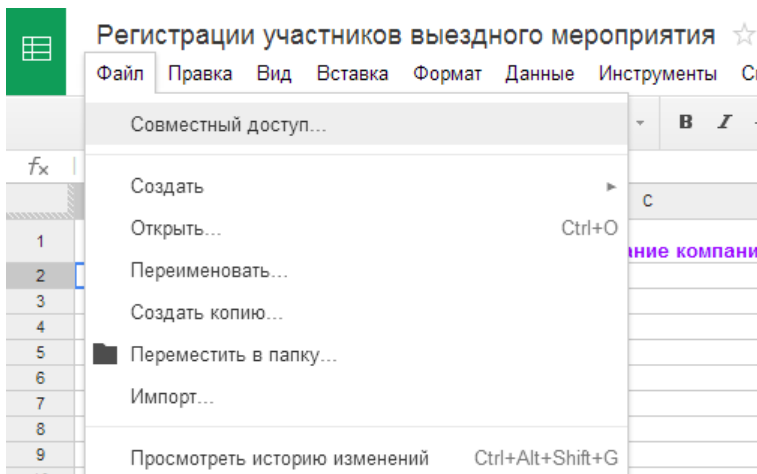 Регистрации участников выездного мероприятия
Файл Правка Вид Вставка Формат Данные Инструменты
Совместный доступ...
B I
fx
Создать
C
Открыть... Ctrl+O
1
ание компани
Переименовать...
2
3
Создать копию...
4
5
Переместить в папку...
6
Импорт...
7
8
9
Просмотреть историю изменений Ctrl+Alt+Shift+G